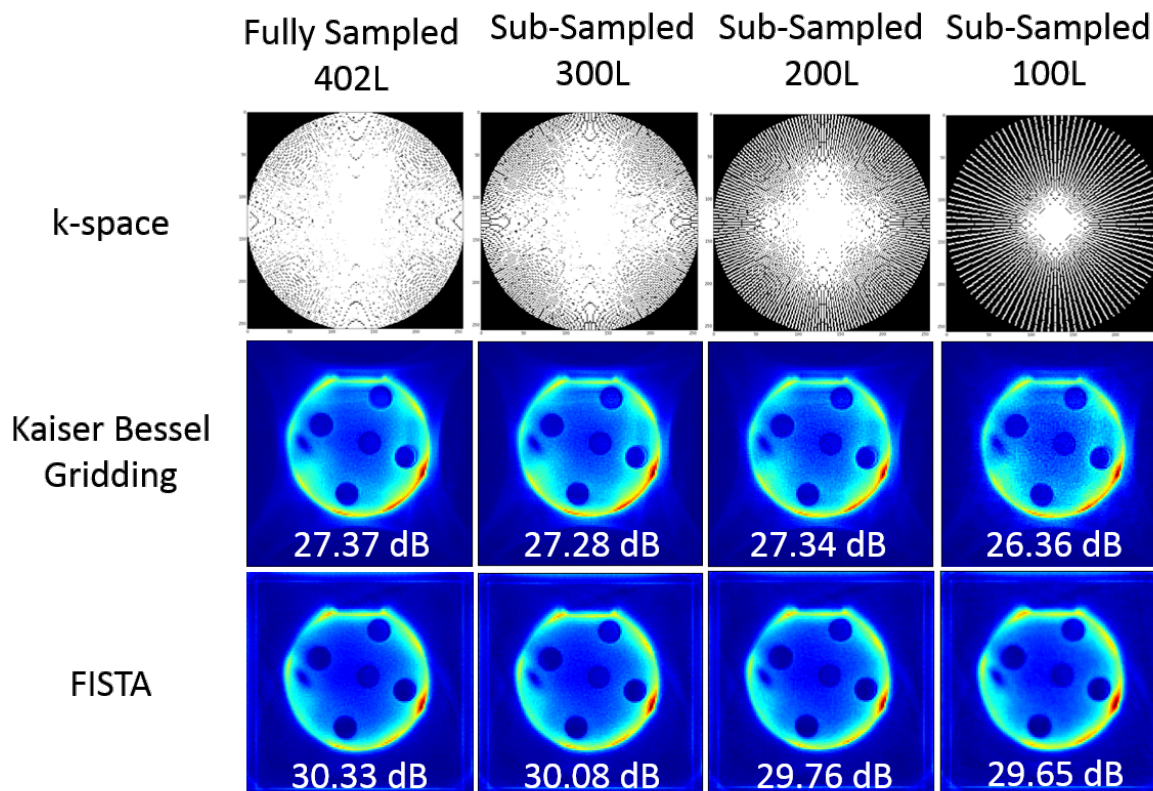 Fully Sampled
402L
Sub-Sampled
300L
Sub-Sampled
200L
Sub-Sampled
100L
k-space
Kaiser Bessel
Gridding
27.37 dB
27.28 dB
27.34 dB
26.36 dB
FISTA
30.33 dB
30.08 dB
29.76 dB
29.65 dB